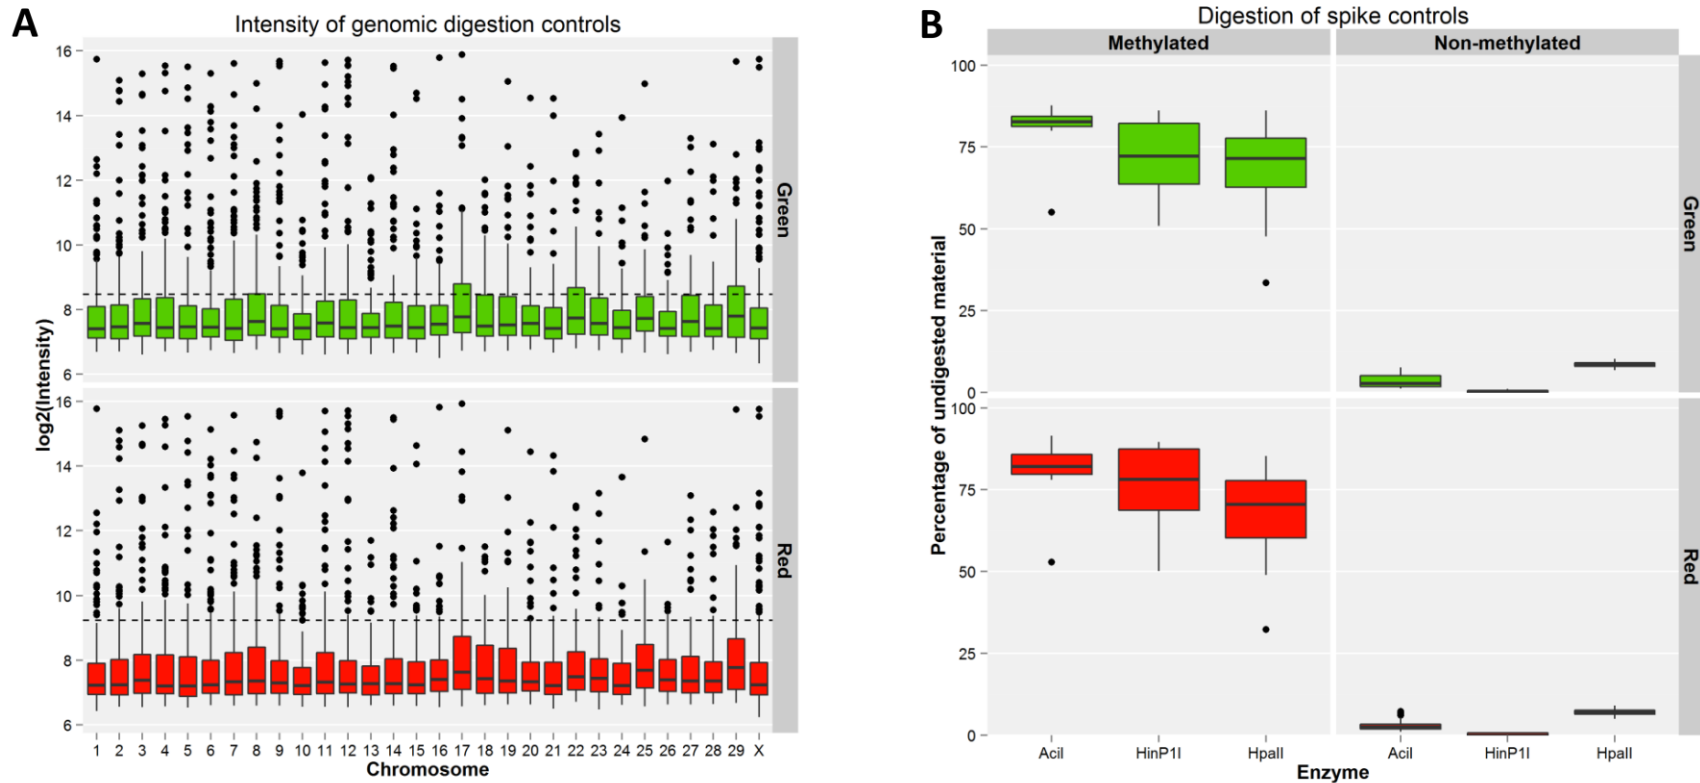 A
Intensity of genomic digestion controls
16
14
12
10
8
6
Green
16
14
12
10
8
6
Red
log2(Intensity)
1 2 3 4 5 6 7 8 9 10 11 12 13 14 15 16 17 18 19 20 21 22 23 24 25 26 27 28 29 X
Chromosome
B
Digestion of spike controls
Methylated Non-methylated
100
75
50
25
0
Green
100
75
50
25
0
Red
Percentage of undigested material
AciI HinP1I HpaII AciI HinP1I HpaII
Enzyme